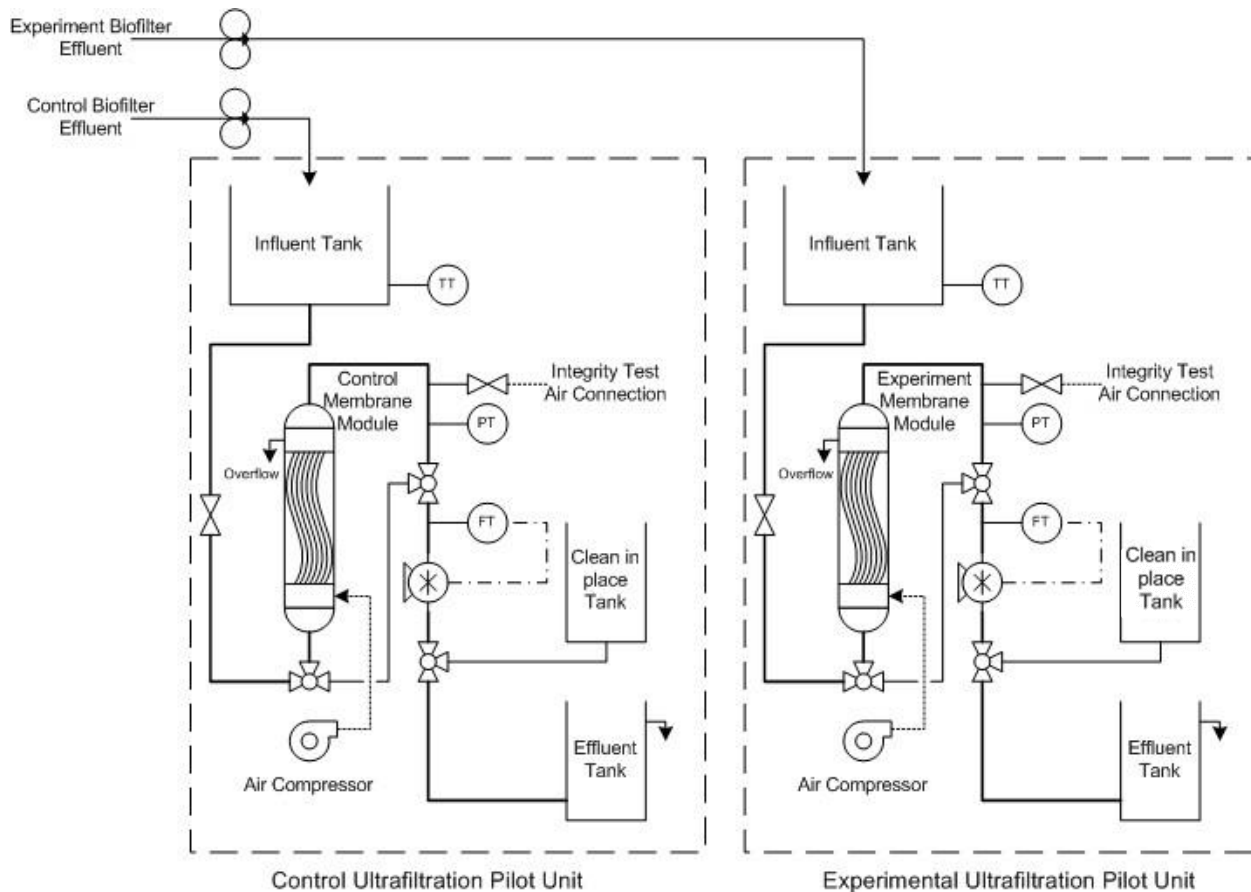 Experiment Biofilter
Effluent
Control Biofilter
Effluent
Influent Tank
TT
Control
Membrane
Module
Integrity Test
Air Connection
PT
Overflow
FT
Clean in
place
Tank
Air Compressor
Effluent
Tank
Control Ultrafiltration Pilot Unit
Influent Tank
TT
Experiment
Membrane
Module
Integrity Test
Air Connection
PT
Overflow
FT
Clean in
place
Tank
Air Compressor
Effluent
Tank
Experimental Ultrafiltration Pilot Unit